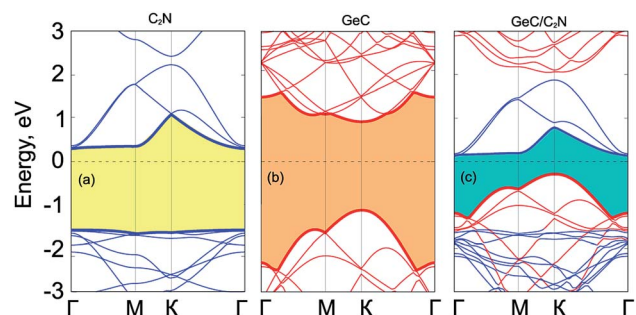 C₂N GeC GeC/C₂N
Energy, eV
3
2
1
0
-1
-2
-3
(a) (b) (c)
Γ M K Γ Γ M K Γ Γ M K Γ